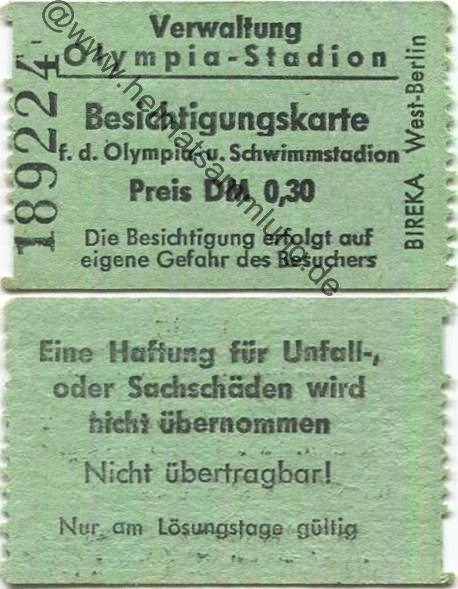 Verwaltung
Olympia-Stadion
Besichtigungskarte
f. d. Olympia- u. Schwimmstadion
Preis DM 0,30
Die Besichtigung erfolgt auf
eigene Gefahr des Besuchers
189224
BIREKA West-Berlin
@www.heimatsammlung.de
Eine Haftung für Unfall-,
oder Sachschäden wird
nicht übernommen
Nicht übertragbar!
Nur am Lösungstage gültig